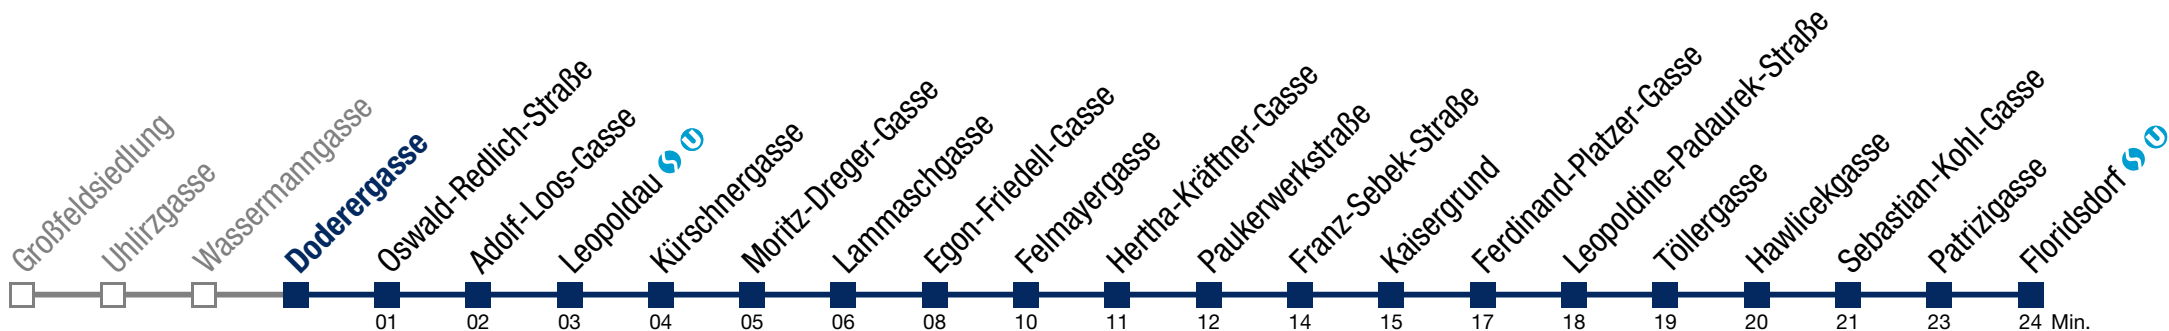 Großfeldsiedlung
Uhlirzgasse
Wassermanngasse
Doderergasse
Oswald-Redlich-Straße
Adolf-Loos-Gasse
Leopoldau S U
Kürschnergasse
Moritz-Dreger-Gasse
Lammaschgasse
Egon-Friedell-Gasse
Felmayergasse
Hertha-Kräftner-Gasse
Paukerwerkstraße
Franz-Sebek-Straße
Kaisergrund
Ferdinand-Platzer-Gasse
Leopoldine-Padaurek-Straße
Töllergasse
Hawlicekgasse
Sebastian-Kohl-Gasse
Patrizigasse
Floridsdorf S U
01 02 03 04 05 06 08 10 11 12 14 15 17 18 19 20 21 23 24 Min.